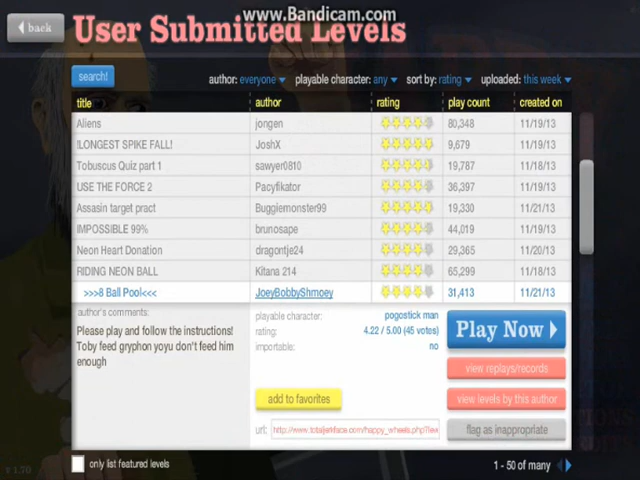 www.Bandicam.com
back
User Submitted Levels
search!
author: everyone playable character: any sort by: rating uploaded: this week
title author rating play count created on
Aliens jongen 80,348 11/19/13
!LONGEST SPIKE FALL! JoshX 9,679 11/19/13
Tobuscus Quiz part 1 sawyer0810 19,787 11/18/13
USE THE FORCE 2 Pacyfikator 36,397 11/19/13
Assasin target pract Buggiemonster99 19,330 11/21/13
IMPOSSIBLE 99% brunosape 44,019 11/19/13
Neon Heart Donation dragontje24 29,365 11/20/13
RIDING NEON BALL Kitana 214 65,299 11/18/13
>>>8 Ball Pool<<< JoeyBobbyShmoey 31,413 11/21/13
author's comments:
Please play and follow the instructions!
Toby feed gryphon yoyu don't feed him
enough
playable character: pogostick man
rating: 4.22 / 5.00 (45 votes)
importable: no
add to favorites
url: http://www.totaljerkface.com/happy_wheels.php?lev
Play Now
view replays/records
view levels by this author
flag as inappropriate
v 1.70
only list featured levels
1 - 50 of many